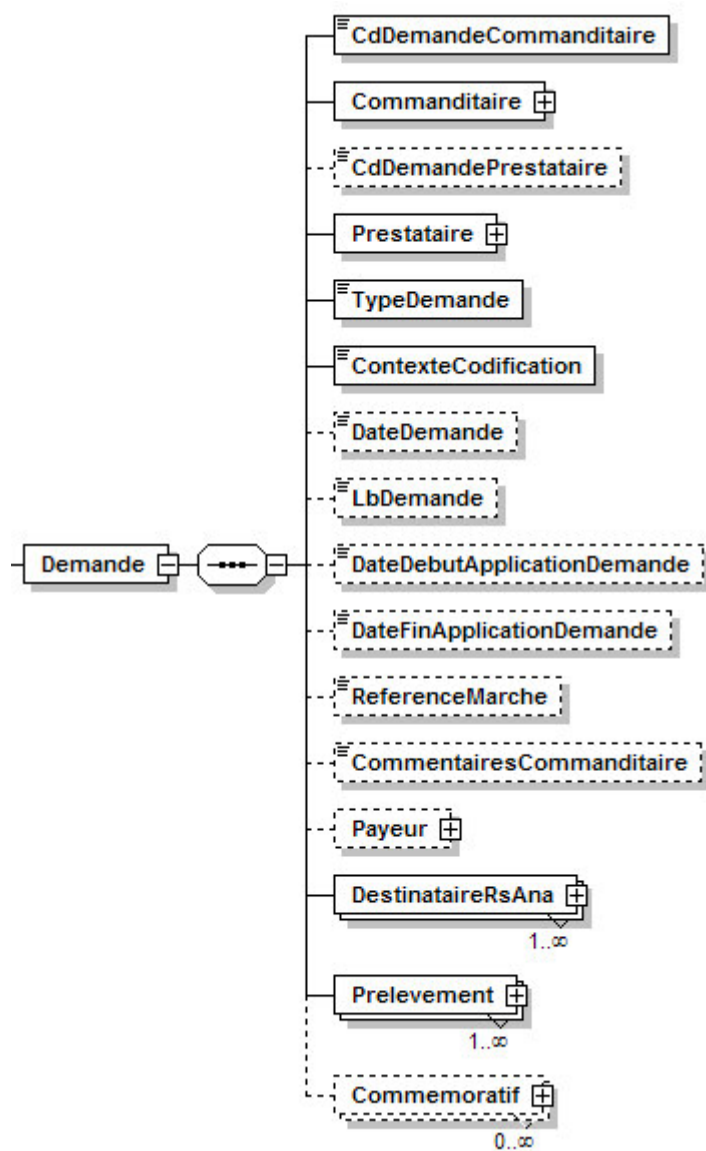 CdDemandeCommanditaire
Commanditaire
CdDemandePrestataire
Prestataire
TypeDemande
ContexteCodification
DateDemande
LbDemande
Demande
DateDebutApplicationDemande
DateFinApplicationDemande
ReferenceMarche
CommentairesCommanditaire
Payeur
DestinataireRsAna
1..∞
Prelevement
1..∞
Commemoratif
0..∞